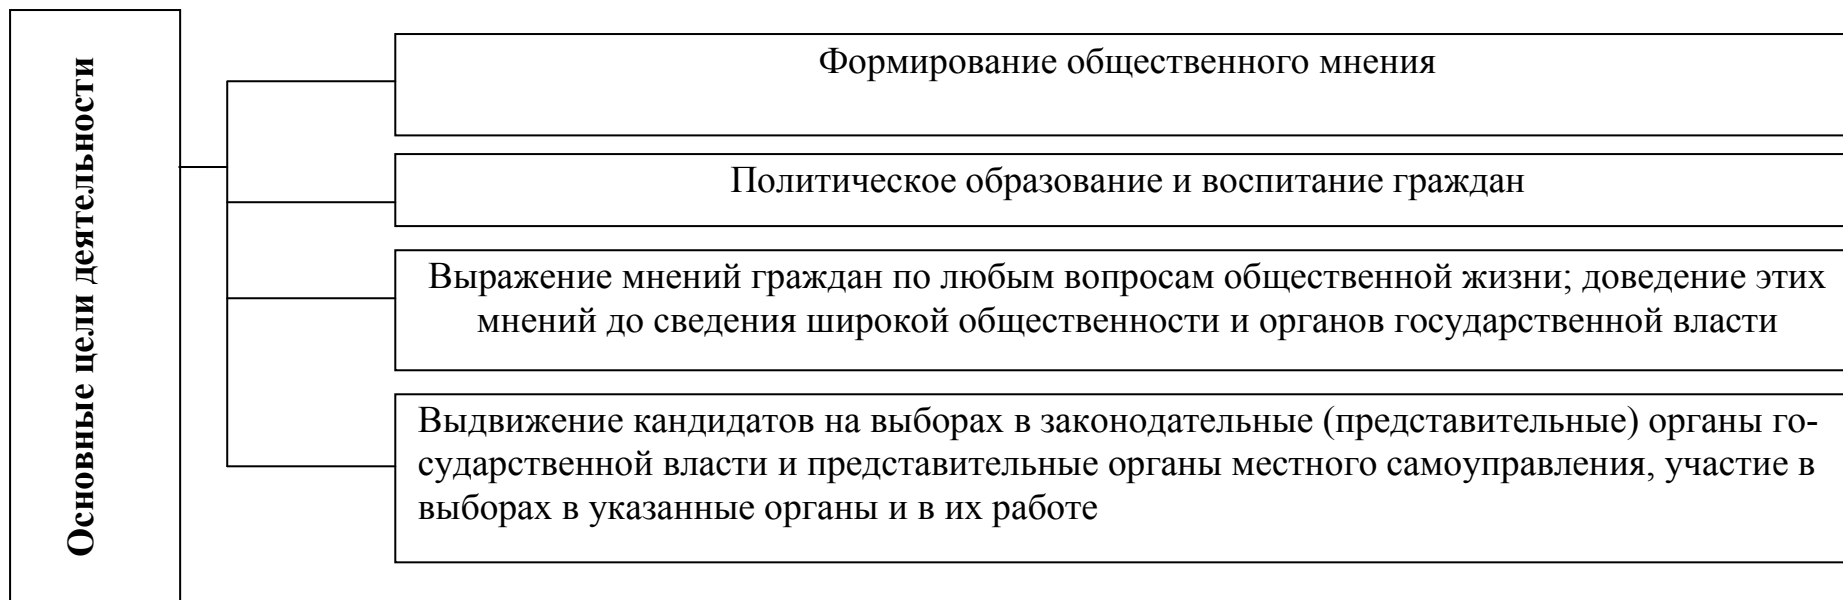 Основные цели деятельности
Формирование общественного мнения
Политическое образование и воспитание граждан
Выражение мнений граждан по любым вопросам общественной жизни; доведение этих
мнений до сведения широкой общественности и органов государственной власти
Выдвижение кандидатов на выборах в законодательные (представительные) органы го-
сударственной власти и представительные органы местного самоуправления, участие в
выборах в указанные органы и в их работе